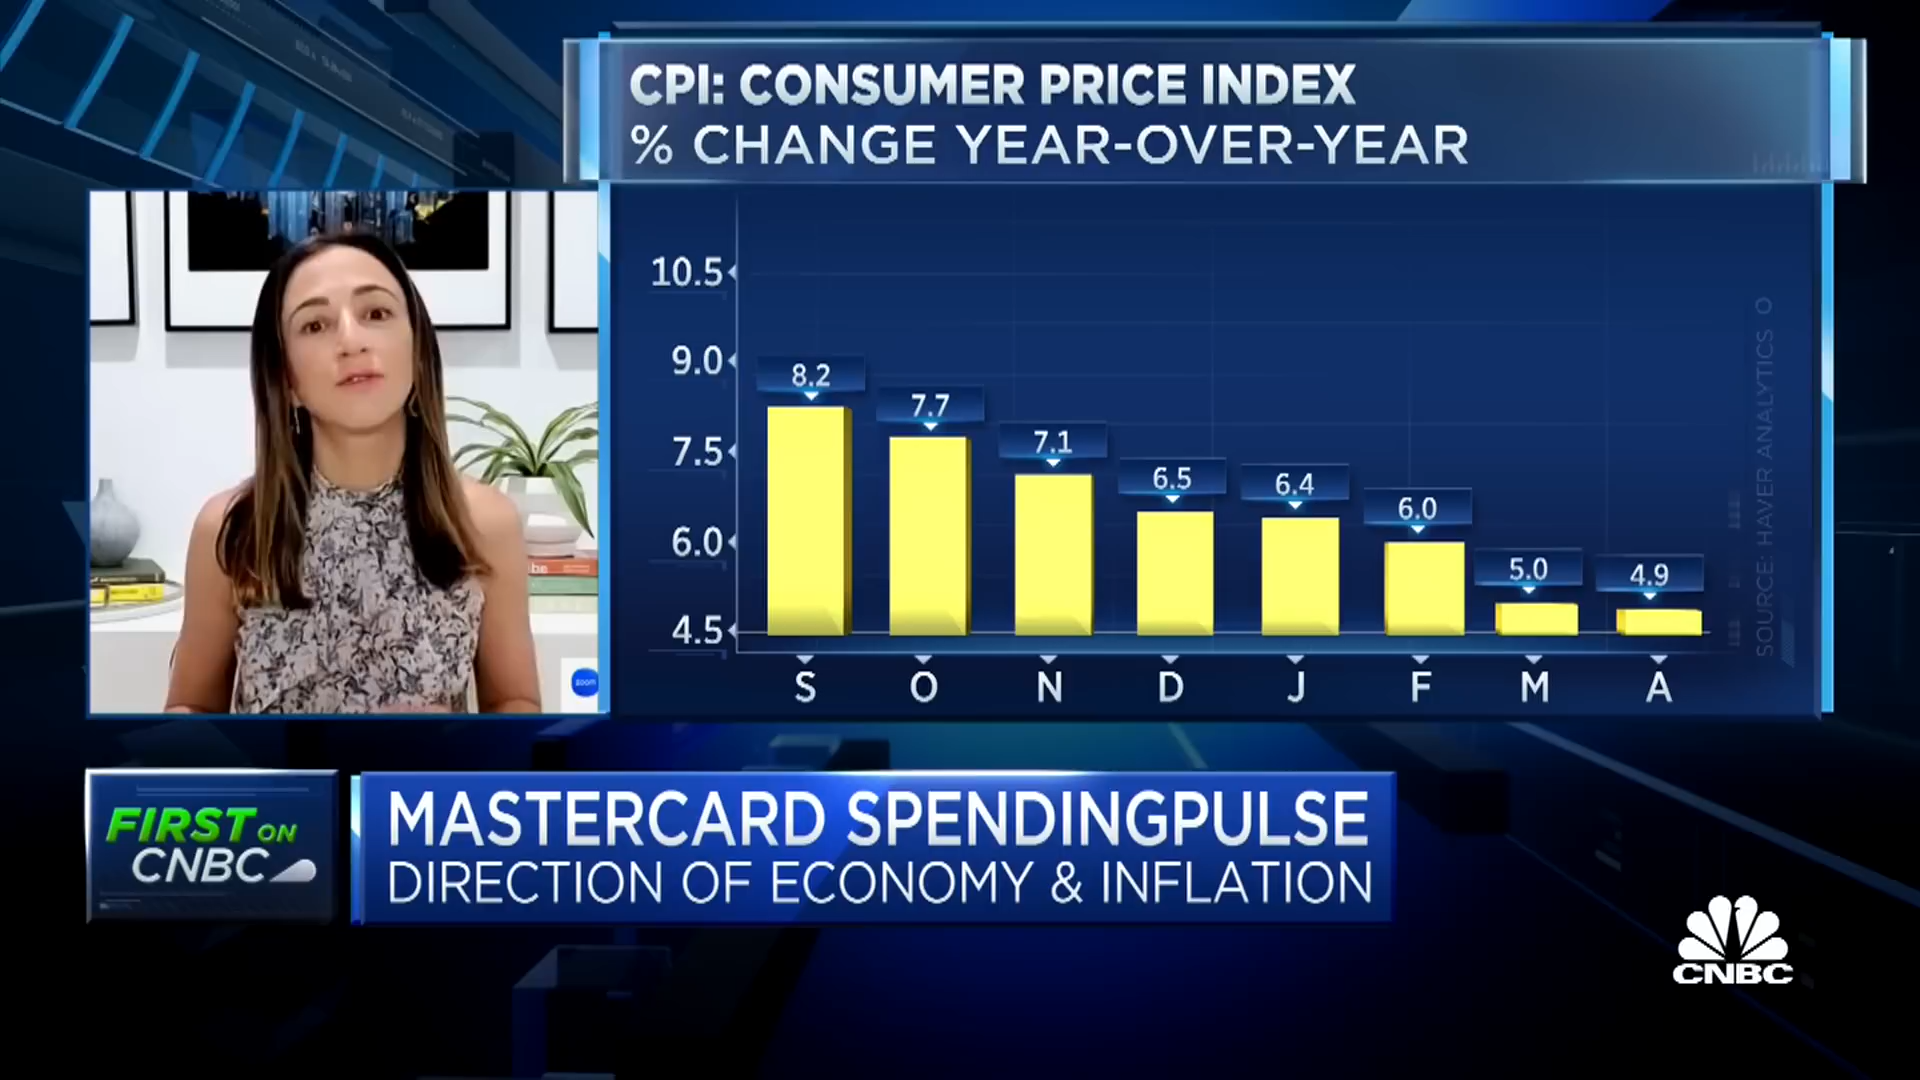 CPI: CONSUMER PRICE INDEX
% CHANGE YEAR-OVER-YEAR
10.5
9.0
7.5
6.0
4.5
8.2
7.7
7.1
6.5
6.4
6.0
5.0
4.9
S O N D J F M A
SOURCE: HAVER ANALYTICS
zoom
FIRST ON
CNBC
MASTERCARD SPENDINGPULSE
DIRECTION OF ECONOMY & INFLATION
CNBC